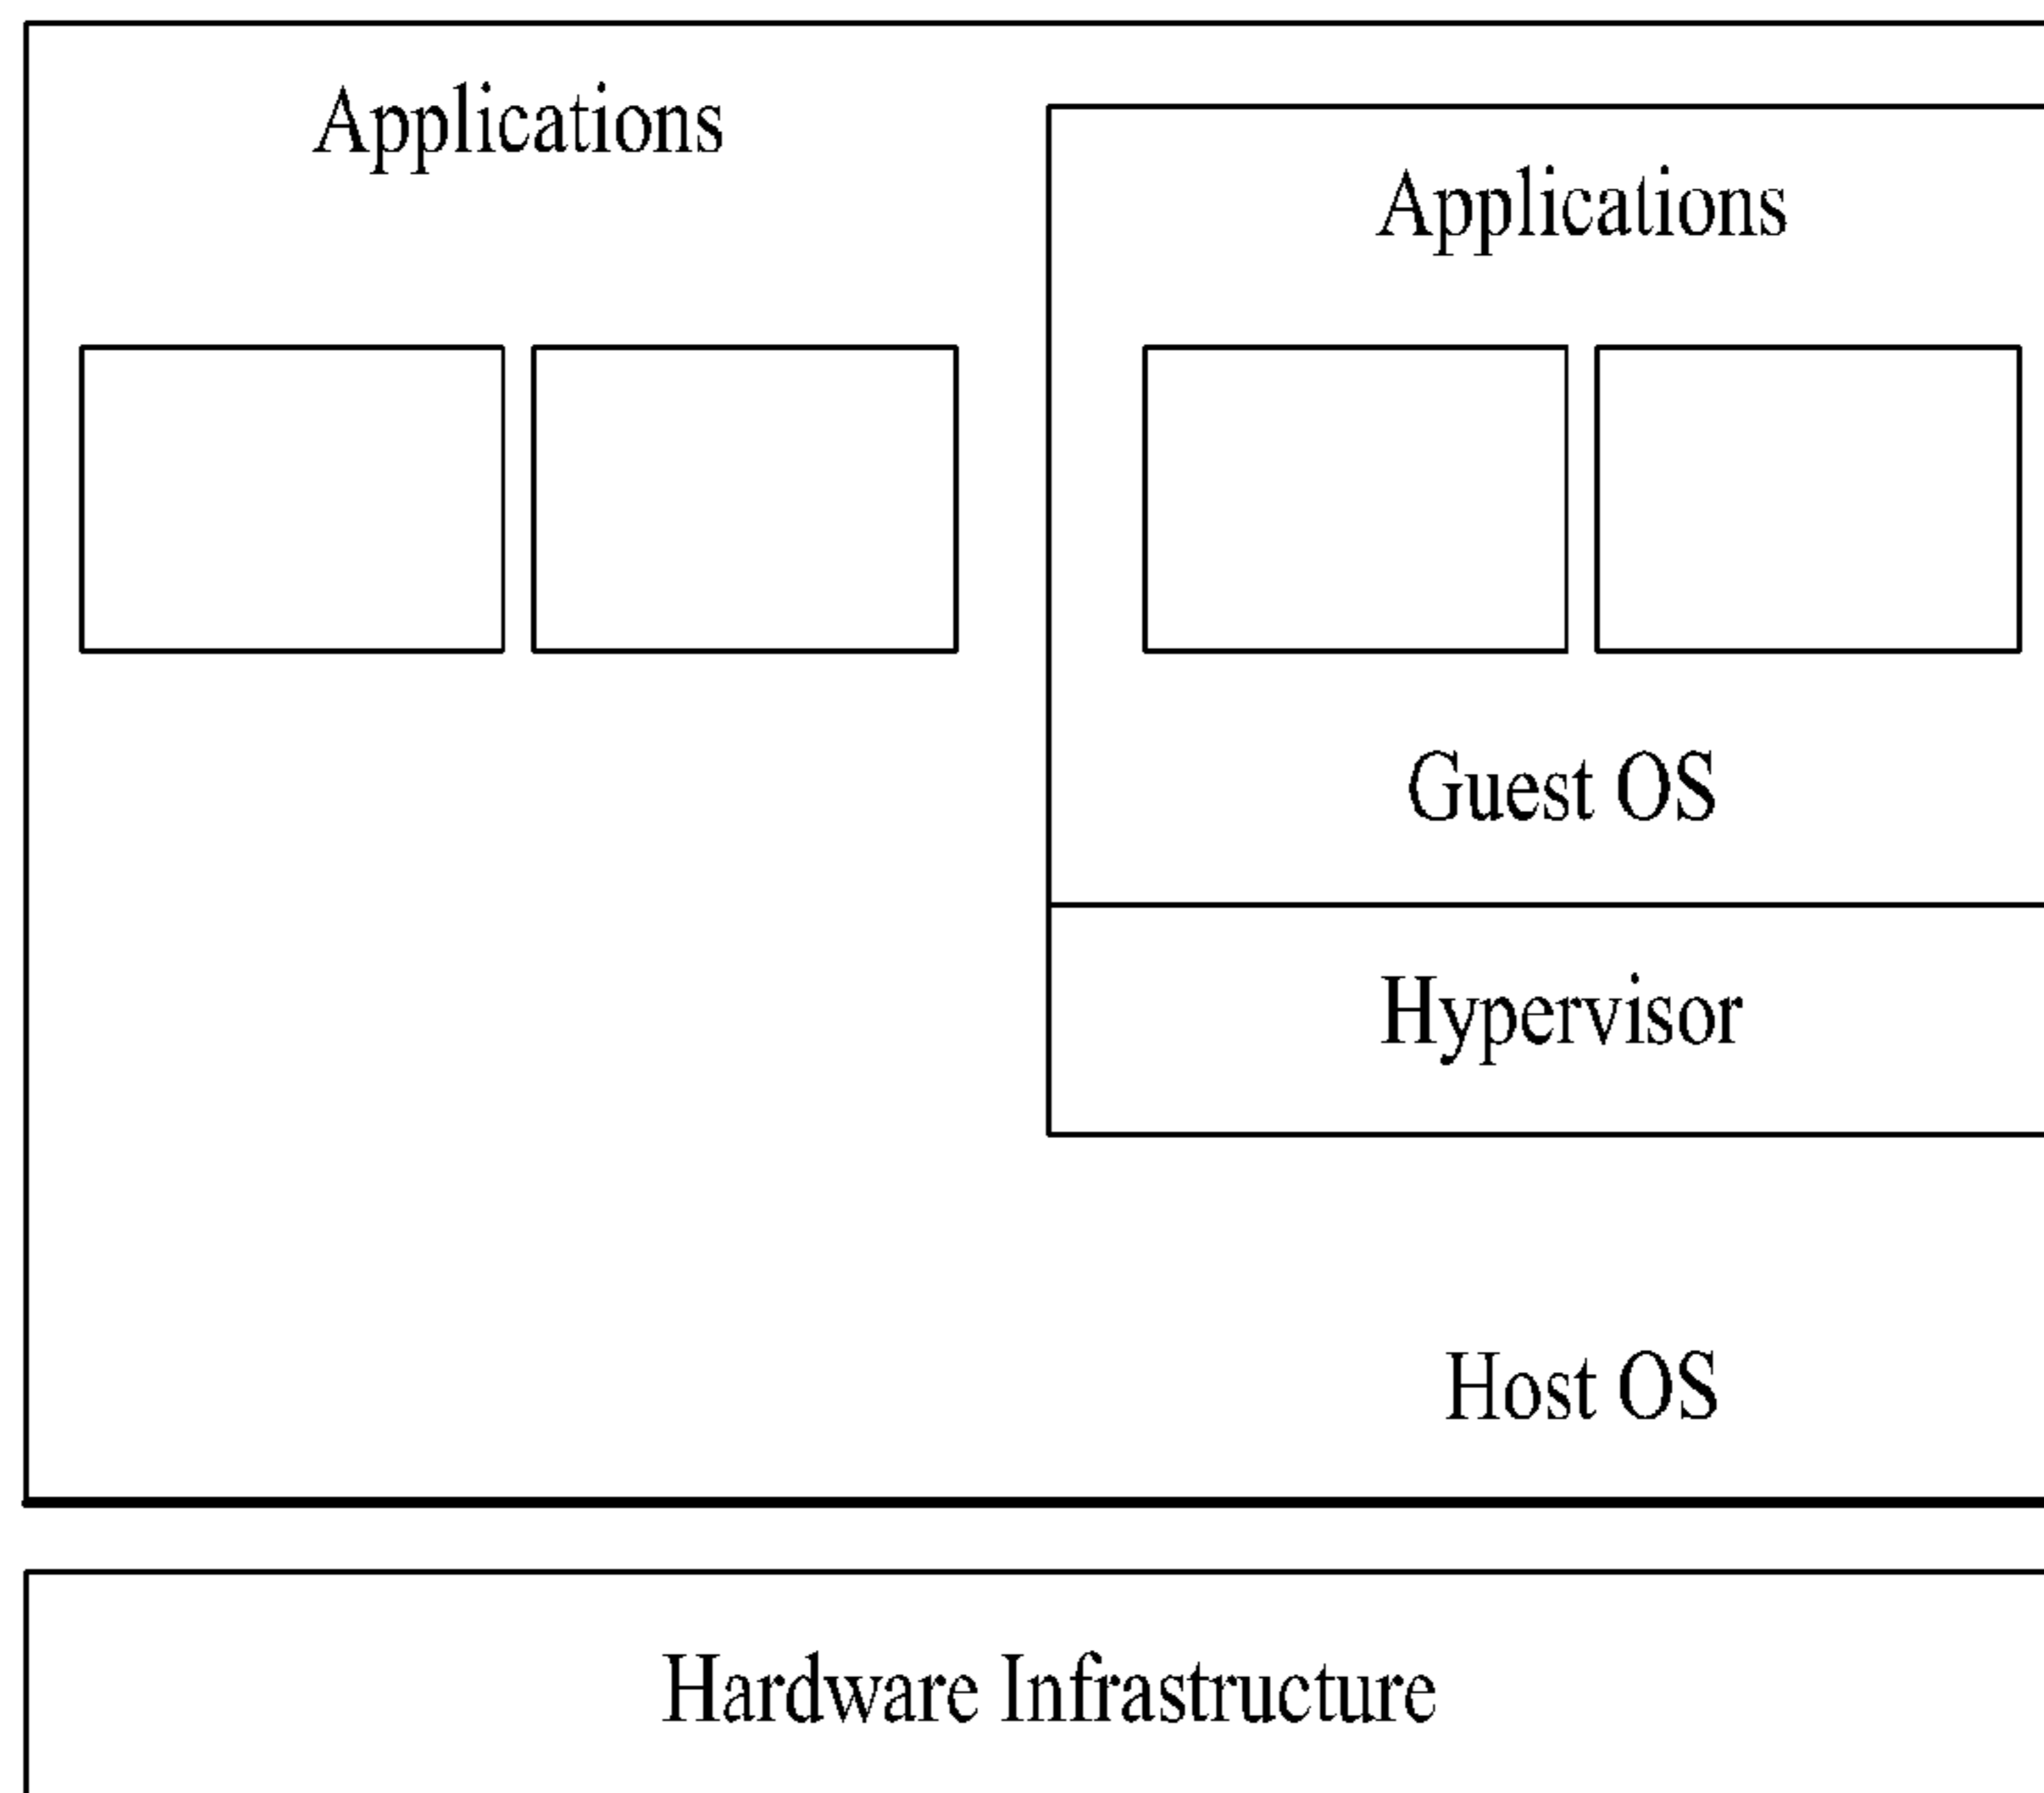 Applications
Applications
Guest OS
Hypervisor
Host OS
Hardware Infrastructure